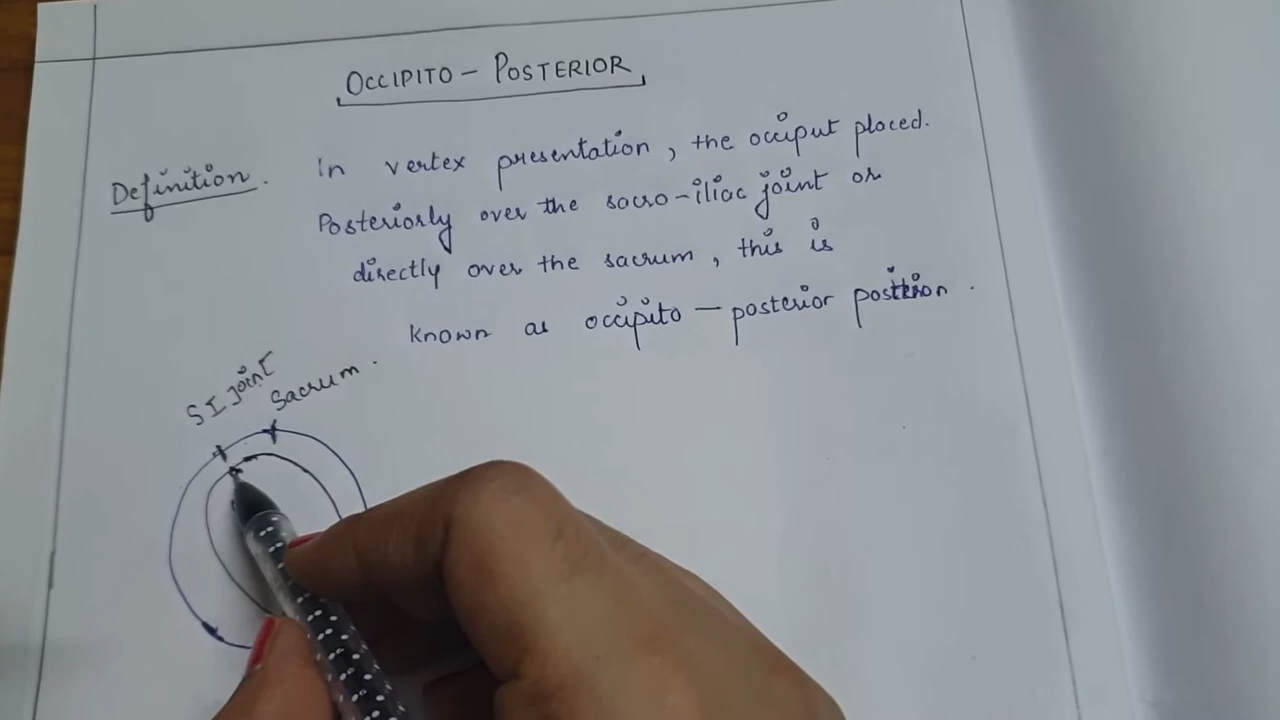 OCCIPITO - POSTERIOR
Definition. In vertex presentation, the occiput placed.
Posteriorly over the sacro-iliac joint or
directly over the sacrum, this is
known as occipito - posterior position.
SI joint
Sacrum.